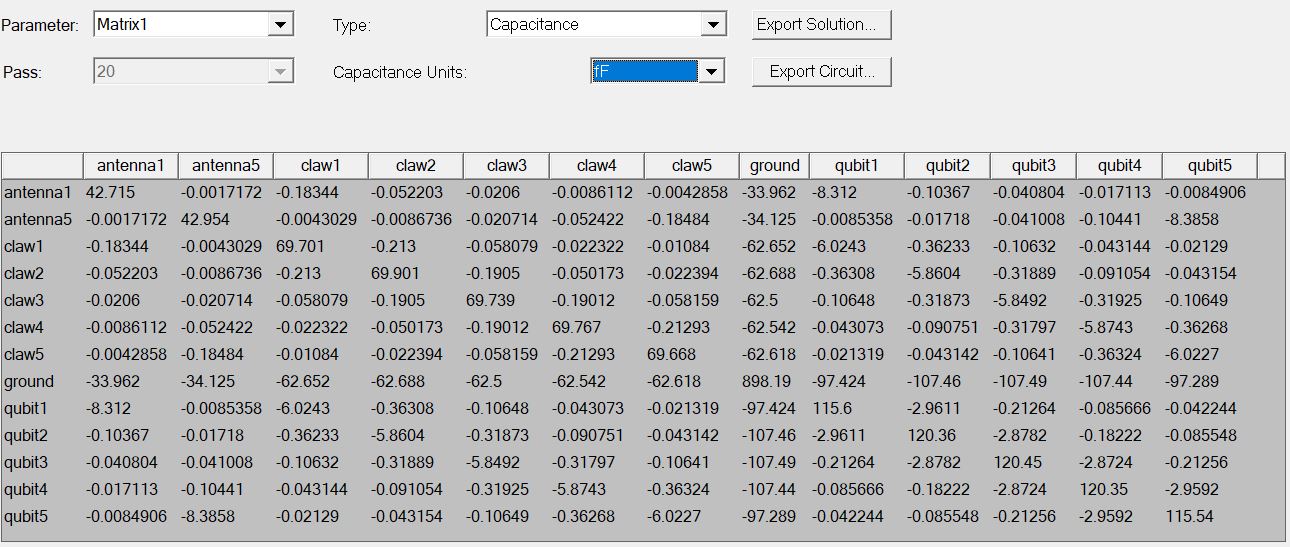 Parameter: Matrix1 Type: Capacitance Export Solution...
Pass: 20 Capacitance Units: fF Export Circuit...
antenna1 antenna5 claw1 claw2 claw3 claw4 claw5 ground qubit1 qubit2 qubit3 qubit4 qubit5
antenna1 42.715 -0.0017172 -0.18344 -0.052203 -0.0206 -0.0086112 -0.0042858 -33.962 -8.312 -0.10367 -0.040804 -0.017113 -0.0084906
antenna5 -0.0017172 42.954 -0.0043029 -0.0086736 -0.020714 -0.052422 -0.18484 -34.125 -0.0085358 -0.01718 -0.041008 -0.10441 -8.3858
claw1 -0.18344 -0.0043029 69.701 -0.213 -0.058079 -0.022322 -0.01084 -62.652 -6.0243 -0.36233 -0.10632 -0.043144 -0.02129
claw2 -0.052203 -0.0086736 -0.213 69.901 -0.1905 -0.050173 -0.022394 -62.688 -0.36308 -5.8604 -0.31889 -0.091054 -0.043154
claw3 -0.0206 -0.020714 -0.058079 -0.1905 69.739 -0.19012 -0.058159 -62.5 -0.10648 -0.31873 -5.8492 -0.31925 -0.10649
claw4 -0.0086112 -0.052422 -0.022322 -0.050173 -0.19012 69.767 -0.21293 -62.542 -0.043073 -0.090751 -0.31797 -5.8743 -0.36268
claw5 -0.0042858 -0.18484 -0.01084 -0.022394 -0.058159 -0.21293 69.668 -62.618 -0.021319 -0.043142 -0.10641 -0.36324 -6.0227
ground -33.962 -34.125 -62.652 -62.688 -62.5 -62.542 -62.618 898.19 -97.424 -107.46 -107.49 -107.44 -97.289
qubit1 -8.312 -0.0085358 -6.0243 -0.36308 -0.10648 -0.043073 -0.021319 -97.424 115.6 -2.9611 -0.21264 -0.085666 -0.042244
qubit2 -0.10367 -0.01718 -0.36233 -5.8604 -0.31873 -0.090751 -0.043142 -107.46 -2.9611 120.36 -2.8782 -0.18222 -0.085548
qubit3 -0.040804 -0.041008 -0.10632 -0.31889 -5.8492 -0.31797 -0.10641 -107.49 -0.21264 -2.8782 120.45 -2.8724 -0.21256
qubit4 -0.017113 -0.10441 -0.043144 -0.091054 -0.31925 -5.8743 -0.36324 -107.44 -0.085666 -0.18222 -2.8724 120.35 -2.9592
qubit5 -0.0084906 -8.3858 -0.02129 -0.043154 -0.10649 -0.36268 -6.0227 -97.289 -0.042244 -0.085548 -0.21256 -2.9592 115.54